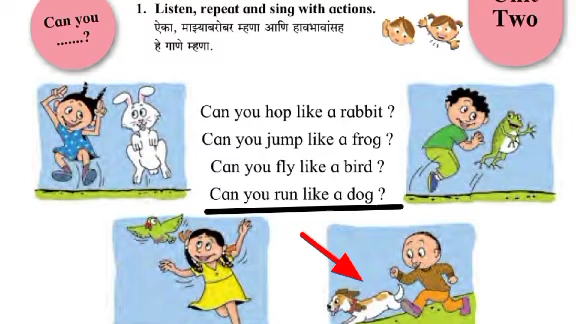 Can you
.......?
1. Listen, repeat and sing with actions.
ऐका, माझ्याबरोबर म्हणा आणि हावभावांसह
हे गाणे म्हणा.
Two
Can you hop like a rabbit ?
Can you jump like a frog ?
Can you fly like a bird ?
Can you run like a dog ?